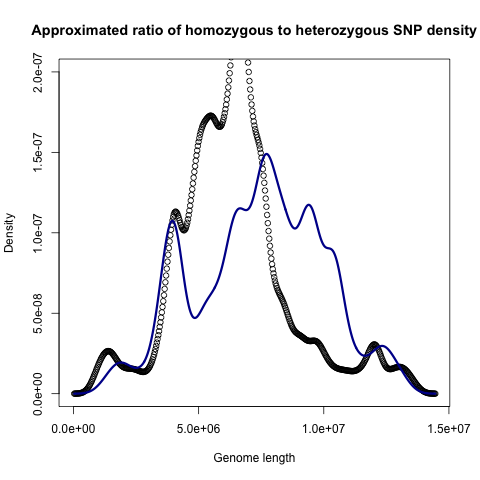 Approximated ratio of homozygous to heterozygous SNP density
2.0e-07
1.5e-07
1.0e-07
5.0e-08
0.0e+00
Density
0.0e+00 5.0e+06 1.0e+07 1.5e+07
Genome length